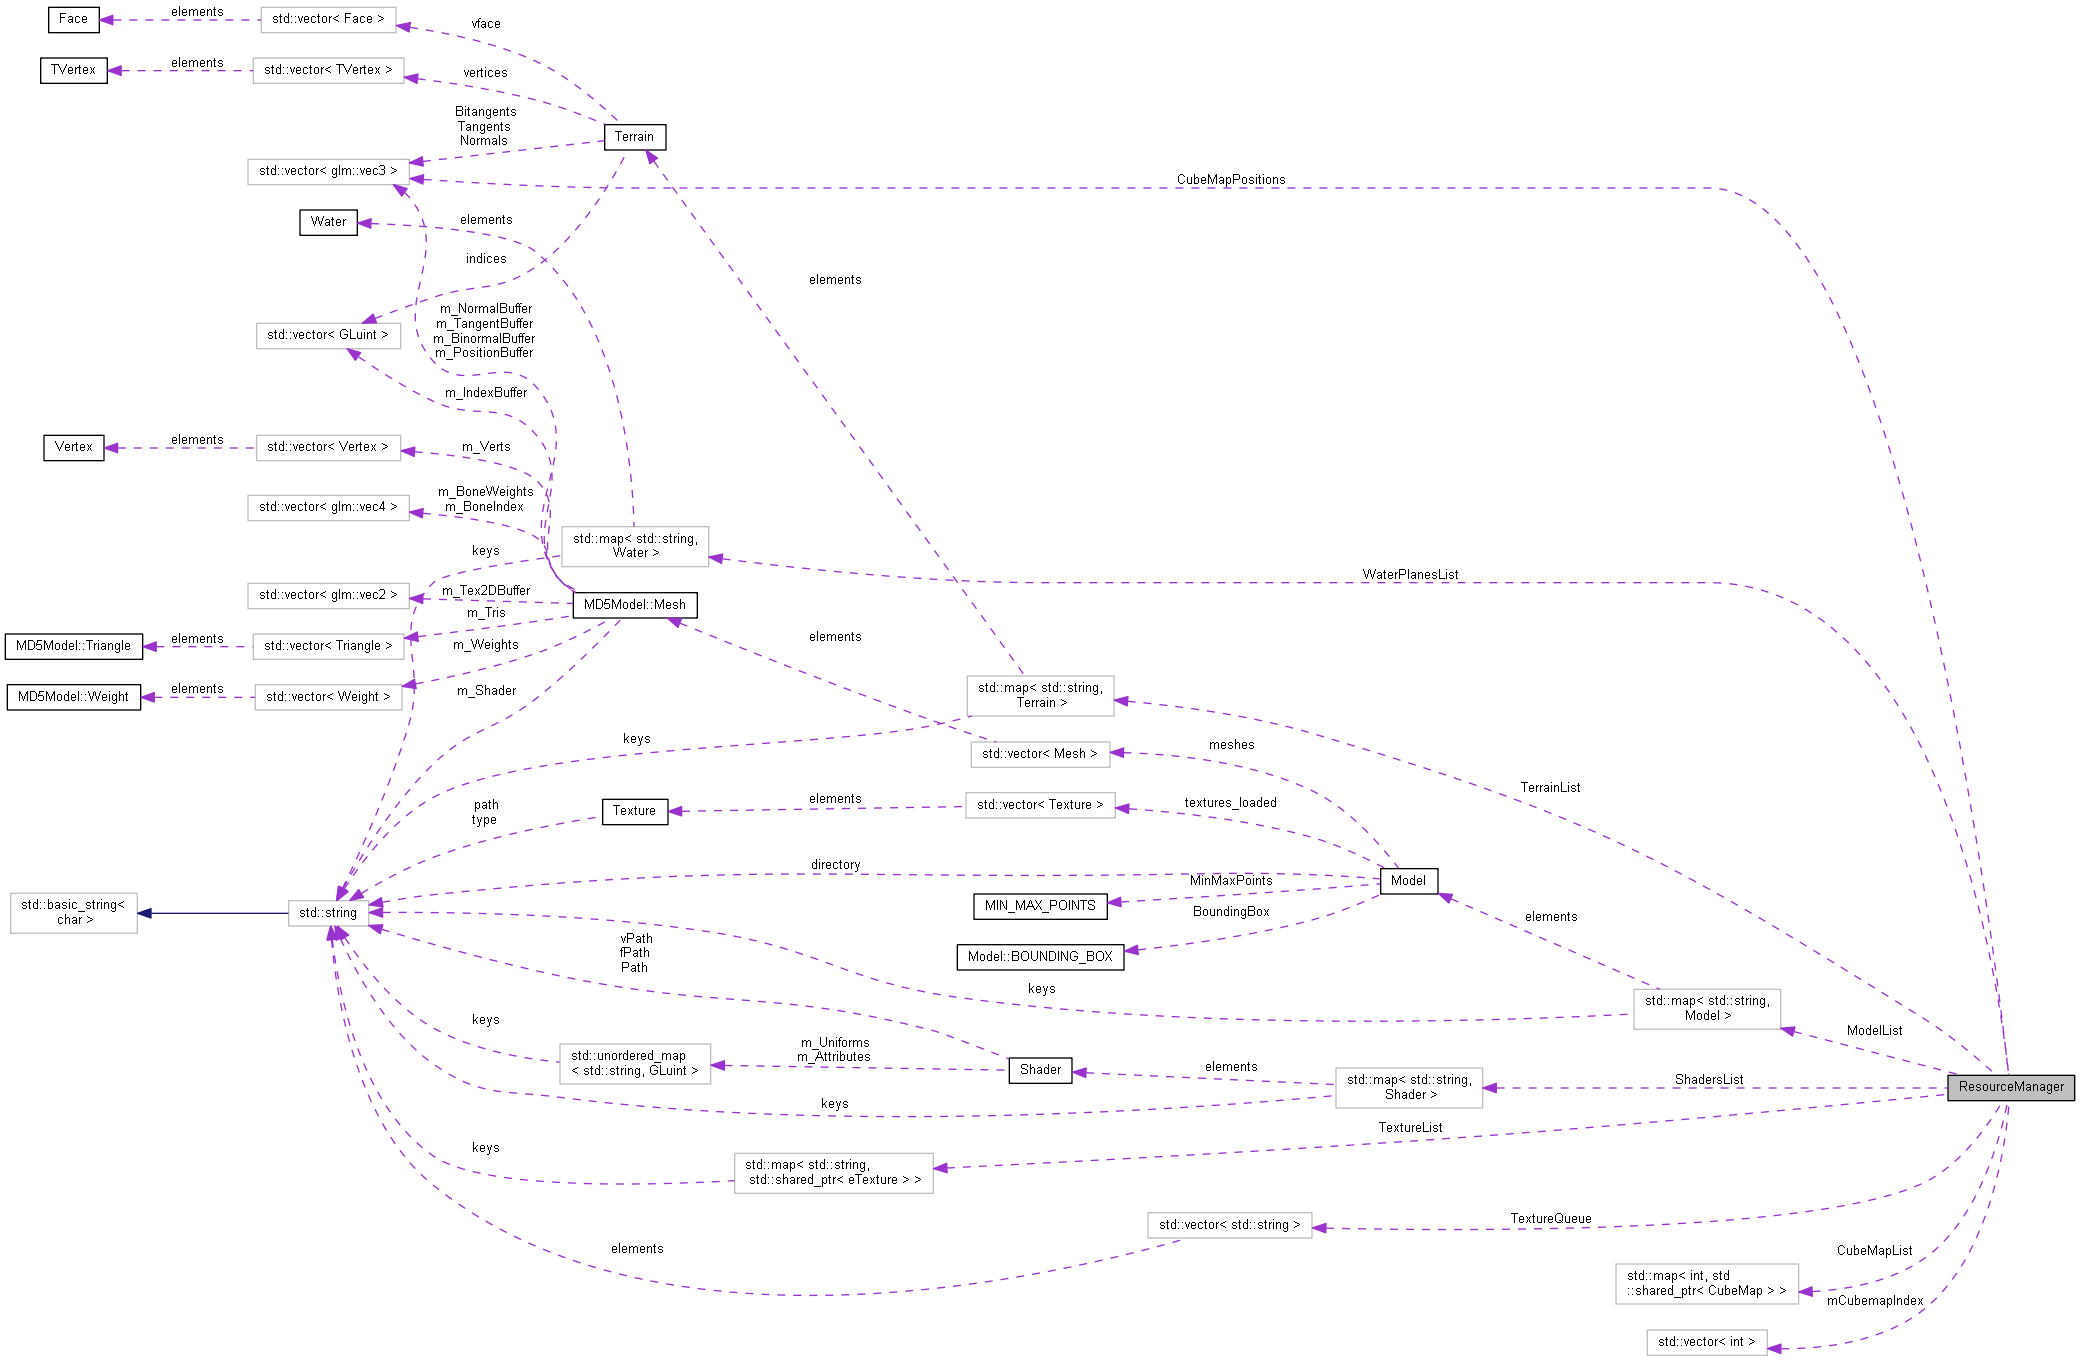 Face
elements
std::vector< Face >
vface
TVertex
elements
std::vector< TVertex >
vertices
Bitangents
Tangents
Normals
Terrain
std::vector< glm::vec3 >
CubeMapPositions
Water
elements
indices
elements
m_NormalBuffer
m_TangentBuffer
m_BinormalBuffer
m_PositionBuffer
std::vector< GLuint >
m_IndexBuffer
Vertex
elements
std::vector< Vertex >
m_Verts
m_BoneWeights
m_BoneIndex
std::vector< glm::vec4 >
std::map< std::string,
Water >
keys
WaterPlanesList
std::vector< glm::vec2 >
m_Tex2DBuffer
MD5Model::Mesh
m_Tris
elements
MD5Model::Triangle
elements
std::vector< Triangle >
m_Weights
MD5Model::Weight
elements
std::vector< Weight >
m_Shader
std::map< std::string,
Terrain >
keys
std::vector< Mesh >
meshes
TerrainList
path
type
Texture
elements
std::vector< Texture >
textures_loaded
directory
MinMaxPoints
Model
std::basic_string<
char >
std::string
MIN_MAX_POINTS
BoundingBox
elements
vPath
fPath
Path
Model::BOUNDING_BOX
keys
std::map< std::string,
Model >
ModelList
keys
std::unordered_map
< std::string, GLuint >
m_Uniforms
m_Attributes
Shader
elements
std::map< std::string,
Shader >
ShadersList
ResourceManager
keys
TextureList
keys
std::map< std::string,
std::shared_ptr< eTexture > >
std::vector< std::string >
TextureQueue
elements
CubeMapList
std::map< int, std
::shared_ptr< CubeMap > >
mCubemapIndex
std::vector< int >